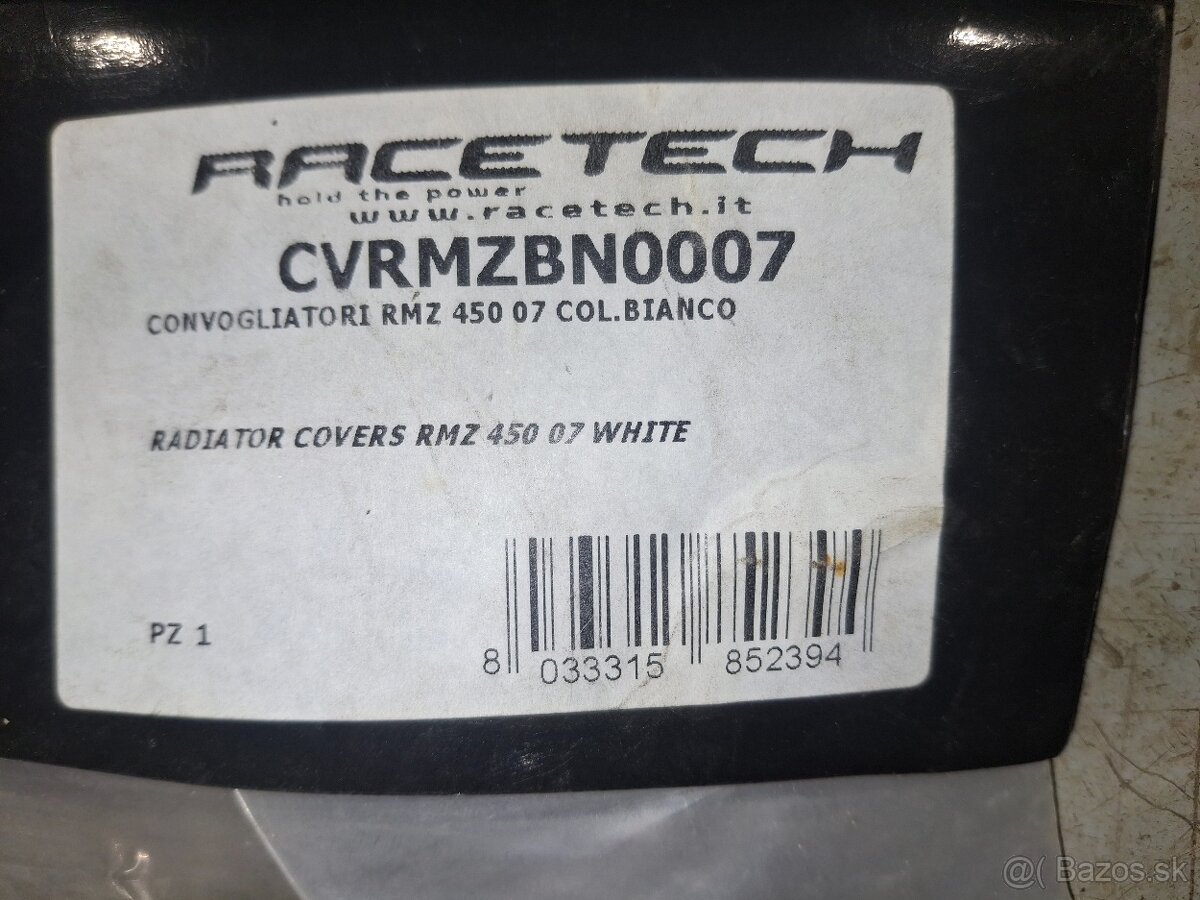 RACETECH
hold the power
www.racetech.it
CVRMZBN0007
CONVOGLIATORI RMZ 450 07 COL.BIANCO
RADIATOR COVERS RMZ 450 07 WHITE
PZ 1
8 033315 852394
@( Bazos.sk